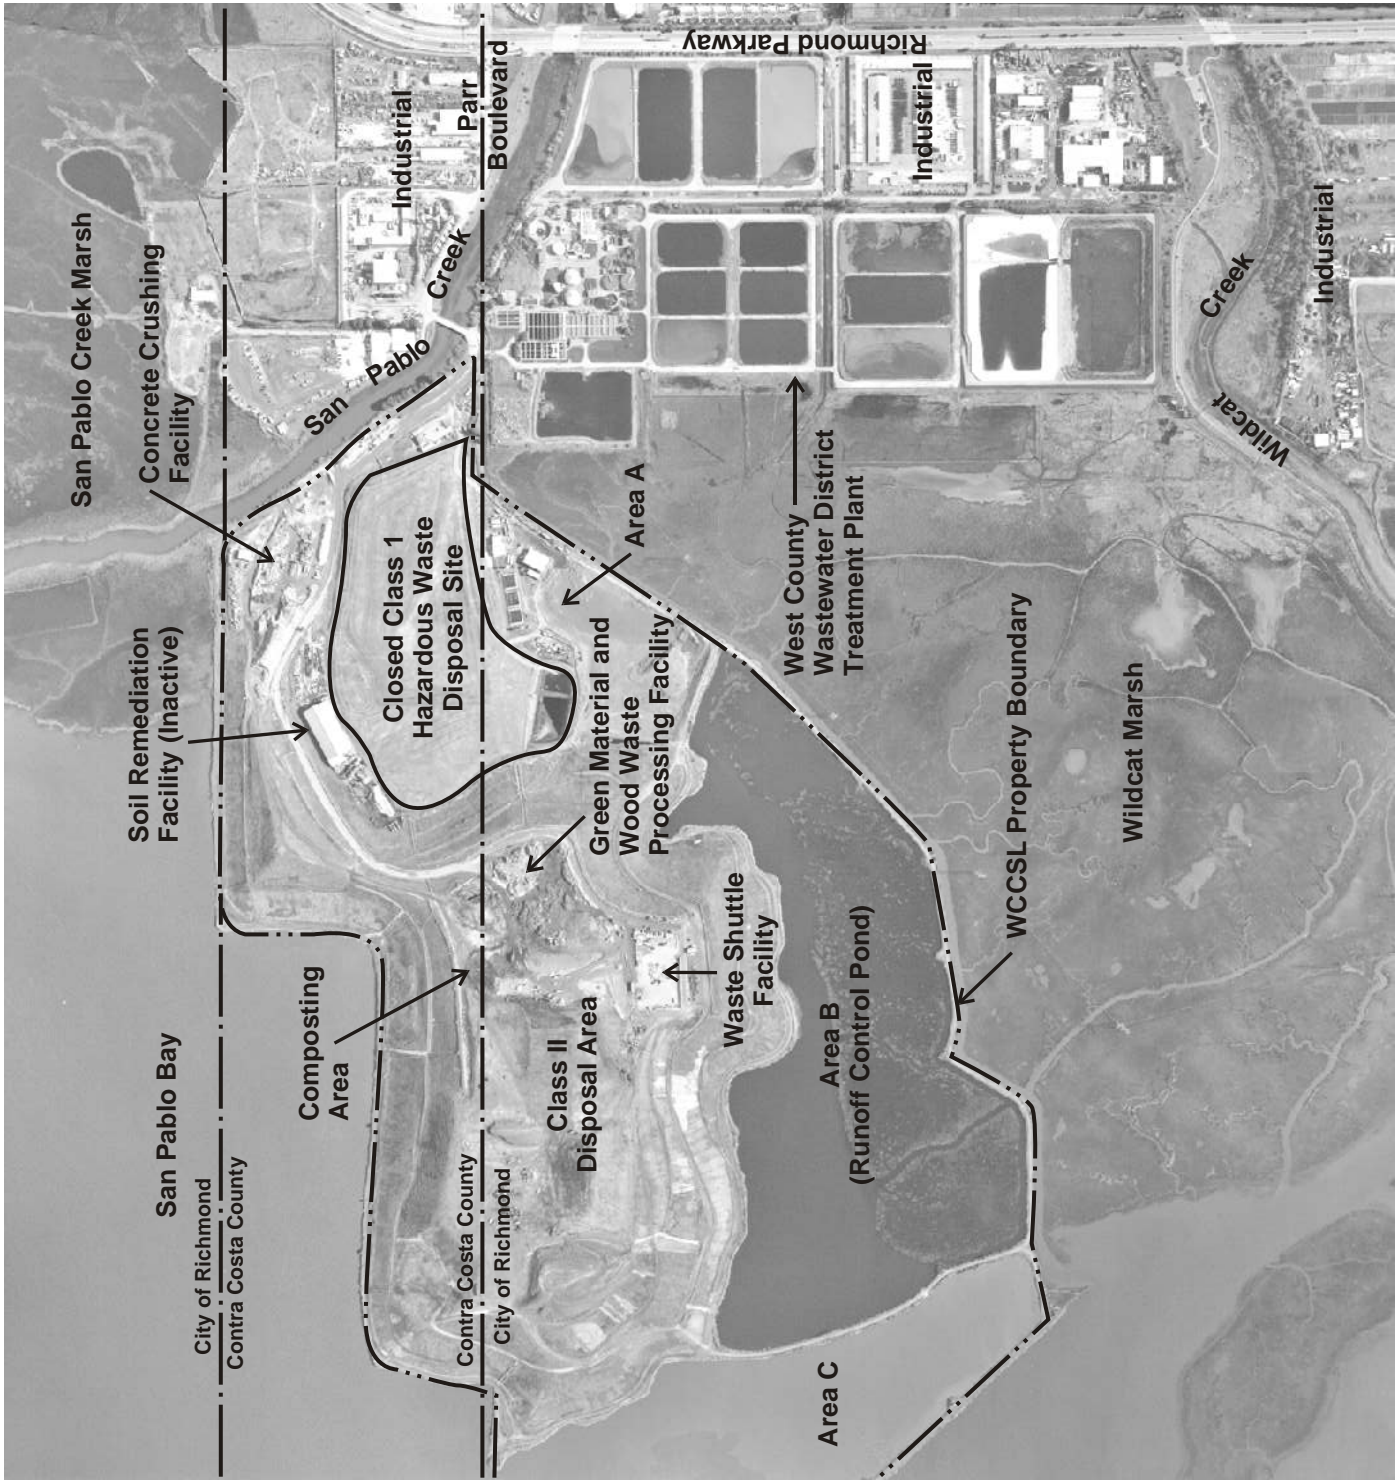 San Pablo Creek Marsh
Concrete Crushing
Facility
Soil Remediation
Facility (Inactive)
San Pablo Bay
City of Richmond
Contra Costa County
Composting
Area
Contra Costa County
City of Richmond
Closed Class 1
Hazardous Waste
Disposal Site
San Pablo Creek
Industrial
Parr
Boulevard
Richmond Parkway
Industrial
Industrial
Area A
Green Material and
Wood Waste
Processing Facility
Class II
Disposal Area
Waste Shuttle
Facility
West County
Wastewater District
Treatment Plant
Area B
(Runoff Control Pond)
WCCSL Property Boundary
Wildcat Creek
Wildcat Marsh
Area C